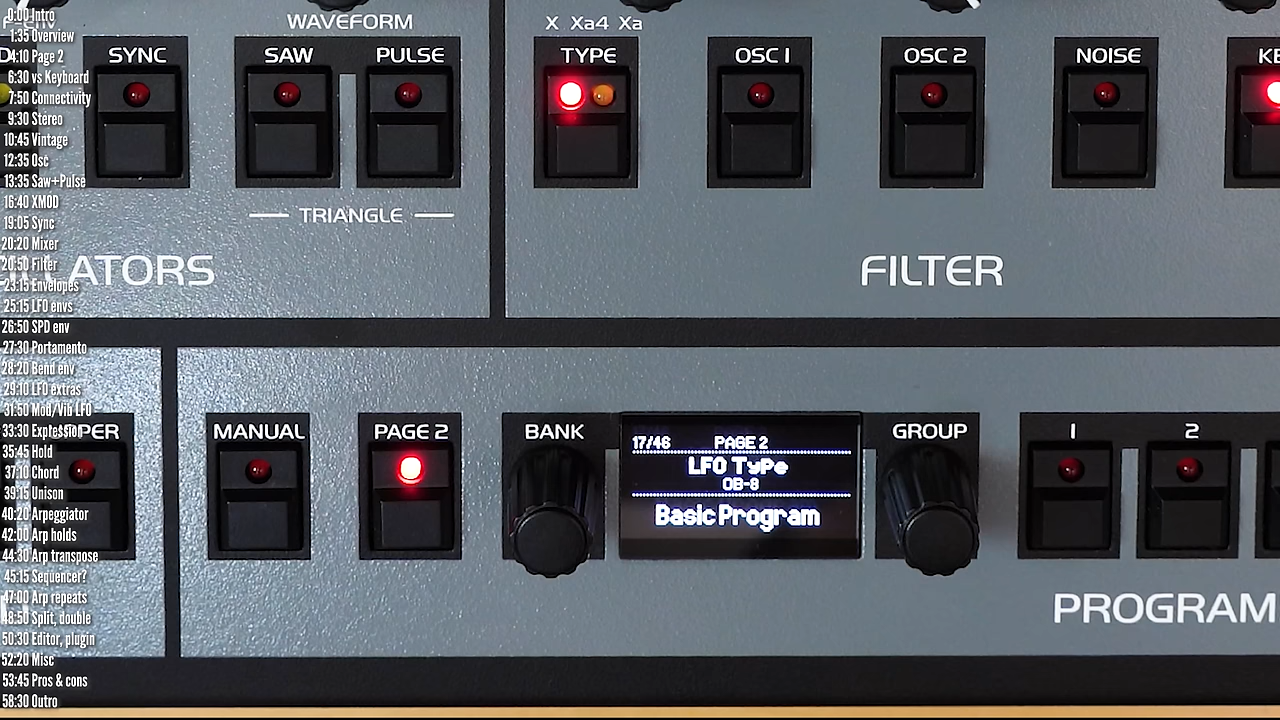 0:00 Intro
1:35 Overview
4:10 Page 2
6:30 vs Keyboard
7:50 Connectivity
9:30 Stereo
10:45 Vintage
12:35 Osc
13:35 Saw+Pulse
16:40 XMOD
19:05 Sync
20:20 Mixer
20:50 Filter
23:15 Envelopes
25:15 LFO envs
26:50 SPD env
27:30 Portamento
28:20 Bend env
29:10 LFO extras
31:50 Mod/Vib LFO
33:30 Expression
35:45 Hold
37:10 Chord
39:15 Unison
40:20 Arpeggiator
42:00 Arp holds
44:30 Arp transpose
45:15 Sequencer?
47:00 Arp repeats
48:50 Split, double
50:30 Editor, plugin
52:20 Misc
53:45 Pros & cons
58:30 Outro
WAVEFORM
SYNC SAW PULSE
TRIANGLE
ATORS
X Xa4 Xa
TYPE OSC 1 OSC 2 NOISE KE
FILTER
PER MANUAL PAGE 2 BANK GROUP 1 2
17/46 PAGE 2
LFO Type
OB-8
Basic Program
PROGRAM